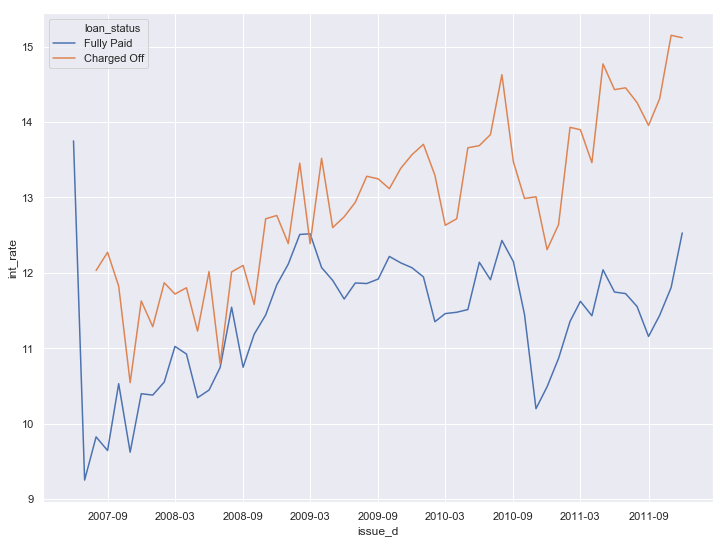 loan_status
Fully Paid
Charged Off
15
14
13
12
11
10
9
int_rate
2007-09 2008-03 2008-09 2009-03 2009-09 2010-03 2010-09 2011-03 2011-09
issue_d